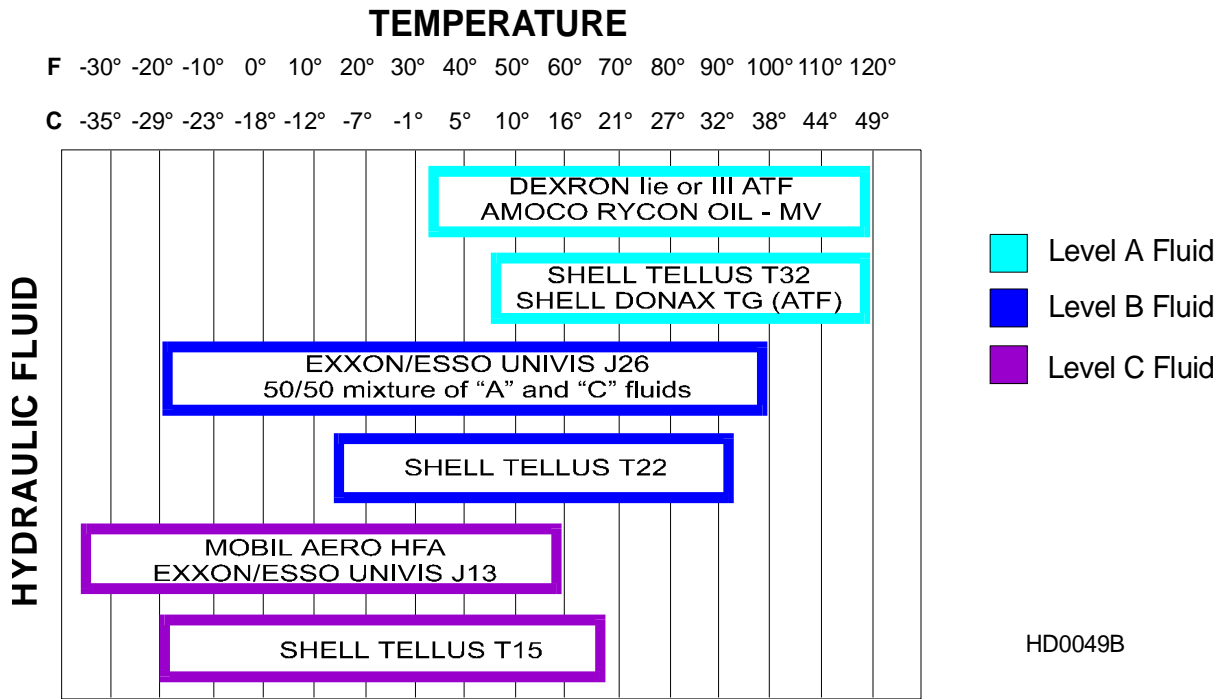 TEMPERATURE
F -30° -20° -10° 0° 10° 20° 30° 40° 50° 60° 70° 80° 90° 100° 110° 120°
C -35° -29° -23° -18° -12° -7° -1° 5° 10° 16° 21° 27° 32° 38° 44° 49°
HYDRAULIC FLUID
DEXRON Iie or III ATF
AMOCO RYCON OIL - MV
SHELL TELLUS T32
SHELL DONAX TG (ATF)
EXXON/ESSO UNIVIS J26
50/50 mixture of “A” and “C” fluids
SHELL TELLUS T22
MOBIL AERO HFA
EXXON/ESSO UNIVIS J13
SHELL TELLUS T15
Level A Fluid
Level B Fluid
Level C Fluid
HD0049B